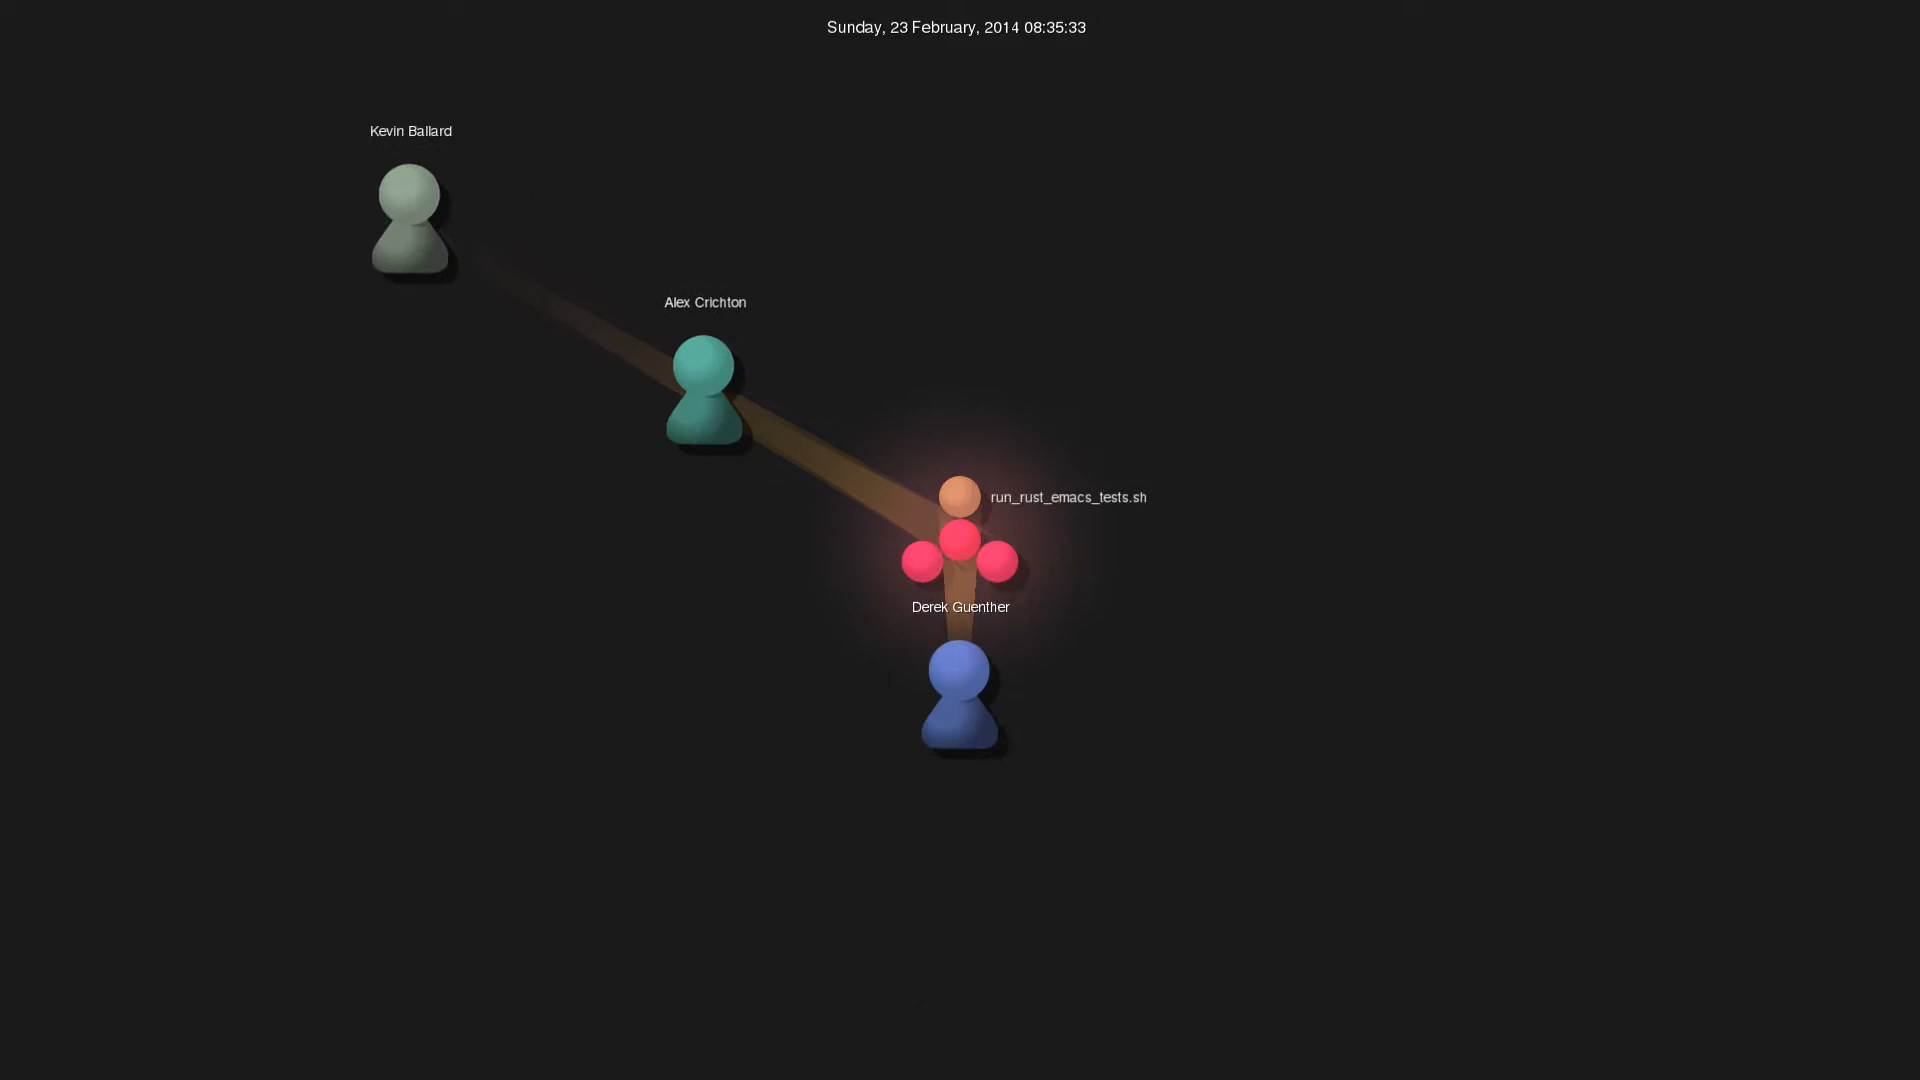 Sunday, 23 February, 2014 08:35:33
Kevin Ballard
Alex Crichton
run_rust_emacs_tests.sh
Derek Guenther